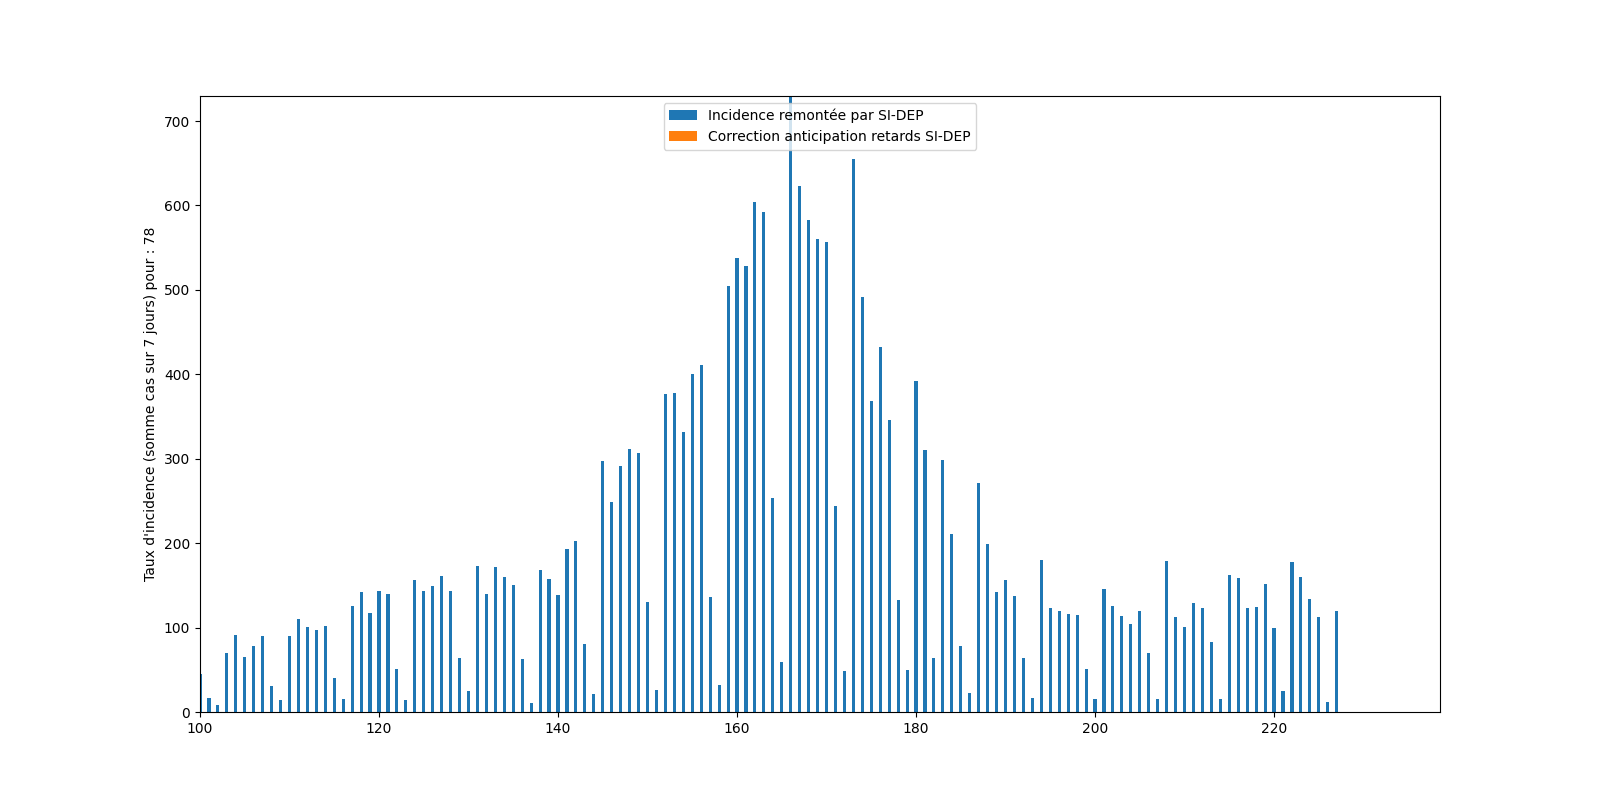 Incidence remontée par SI-DEP
Correction anticipation retards SI-DEP
Taux d'incidence (somme cas sur 7 jours) pour : 78
700
600
500
400
300
200
100
0
100 120 140 160 180 200 220